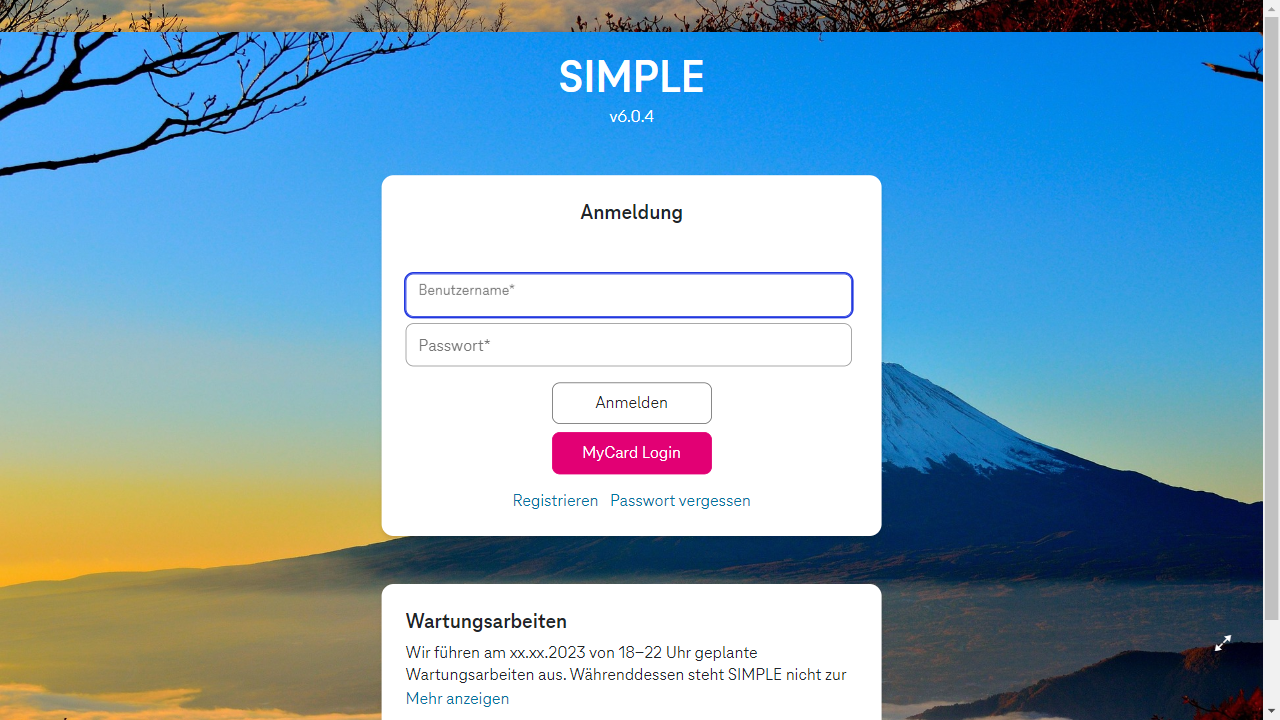 SIMPLE
v6.0.4
Anmeldung
Benutzername*
Passwort*
Anmelden
MyCard Login
Registrieren Passwort vergessen
Wartungsarbeiten
Wir führen am xx.xx.2023 von 18–22 Uhr geplante
Wartungsarbeiten aus. Währenddessen steht SIMPLE nicht zur
Mehr anzeigen